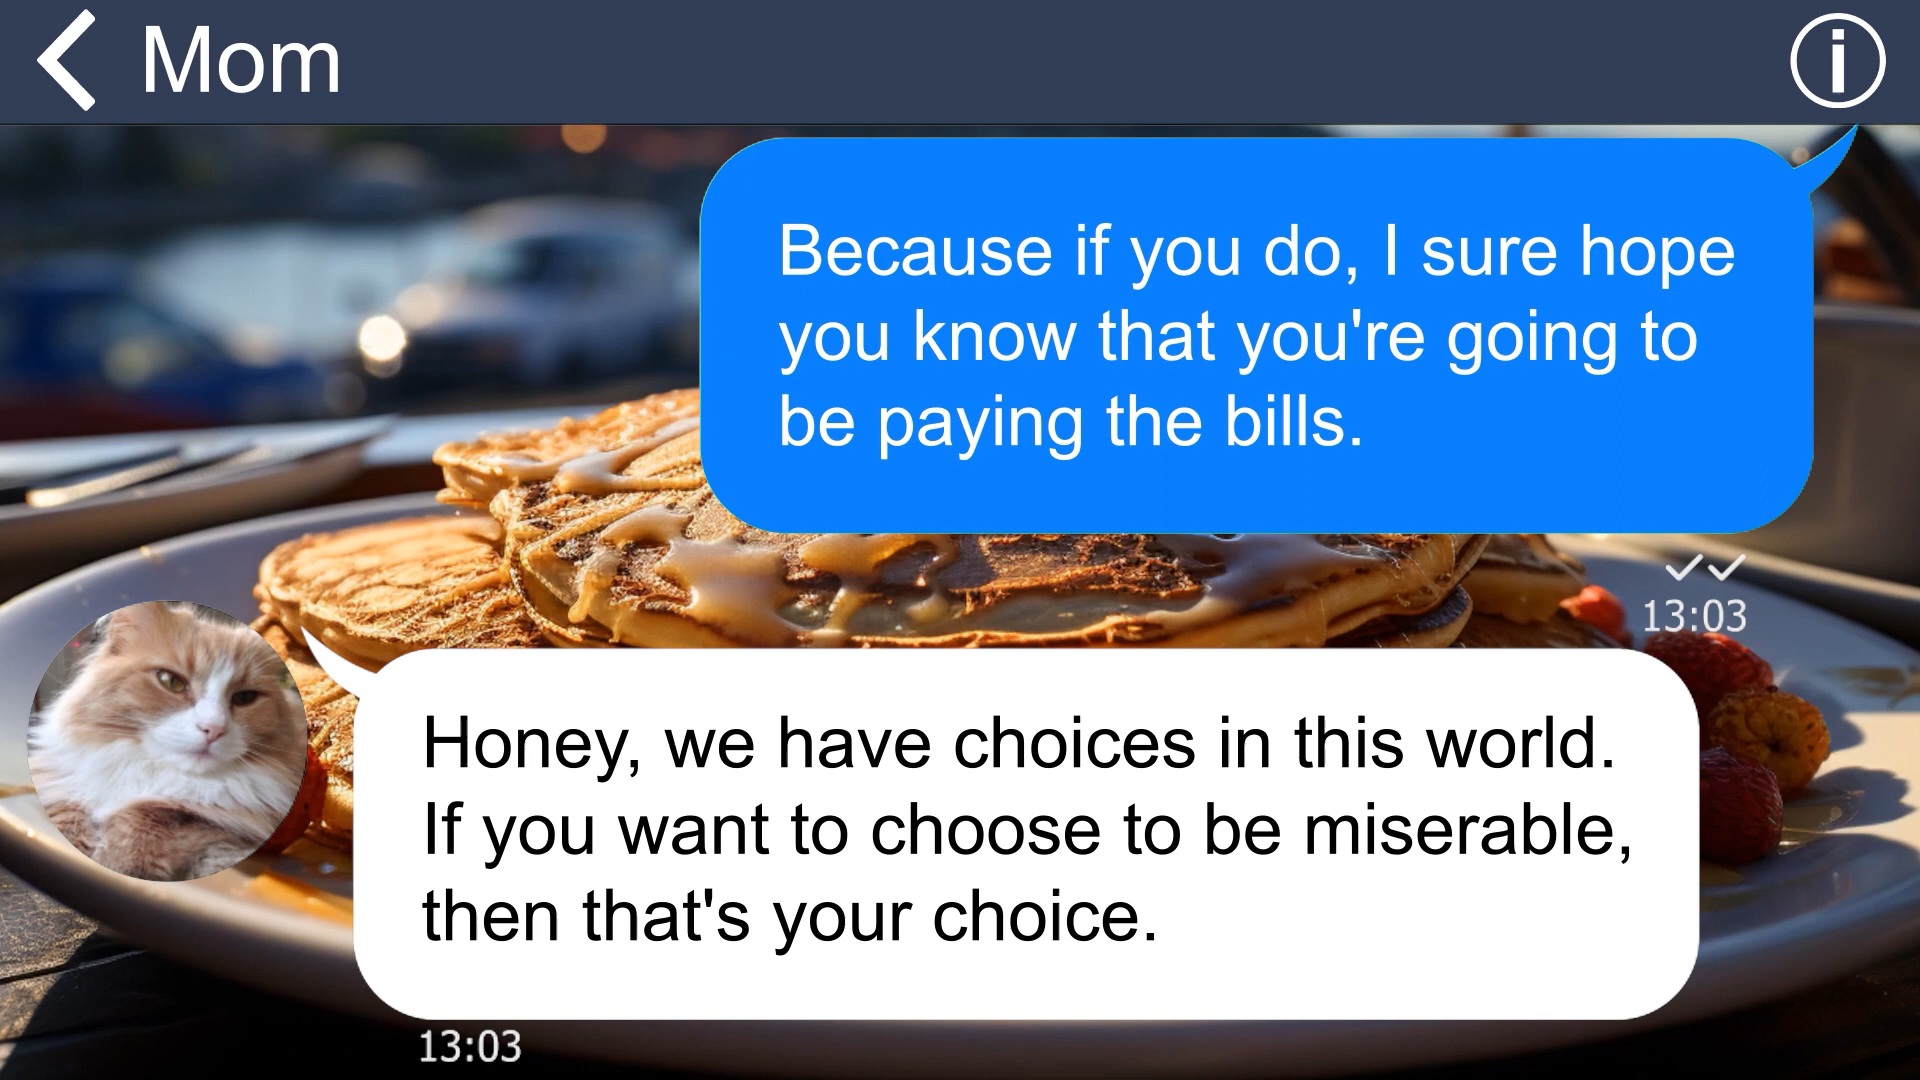 Mom
Because if you do, I sure hope
you know that you're going to
be paying the bills.
13:03
Honey, we have choices in this world.
If you want to choose to be miserable,
then that's your choice.
13:03